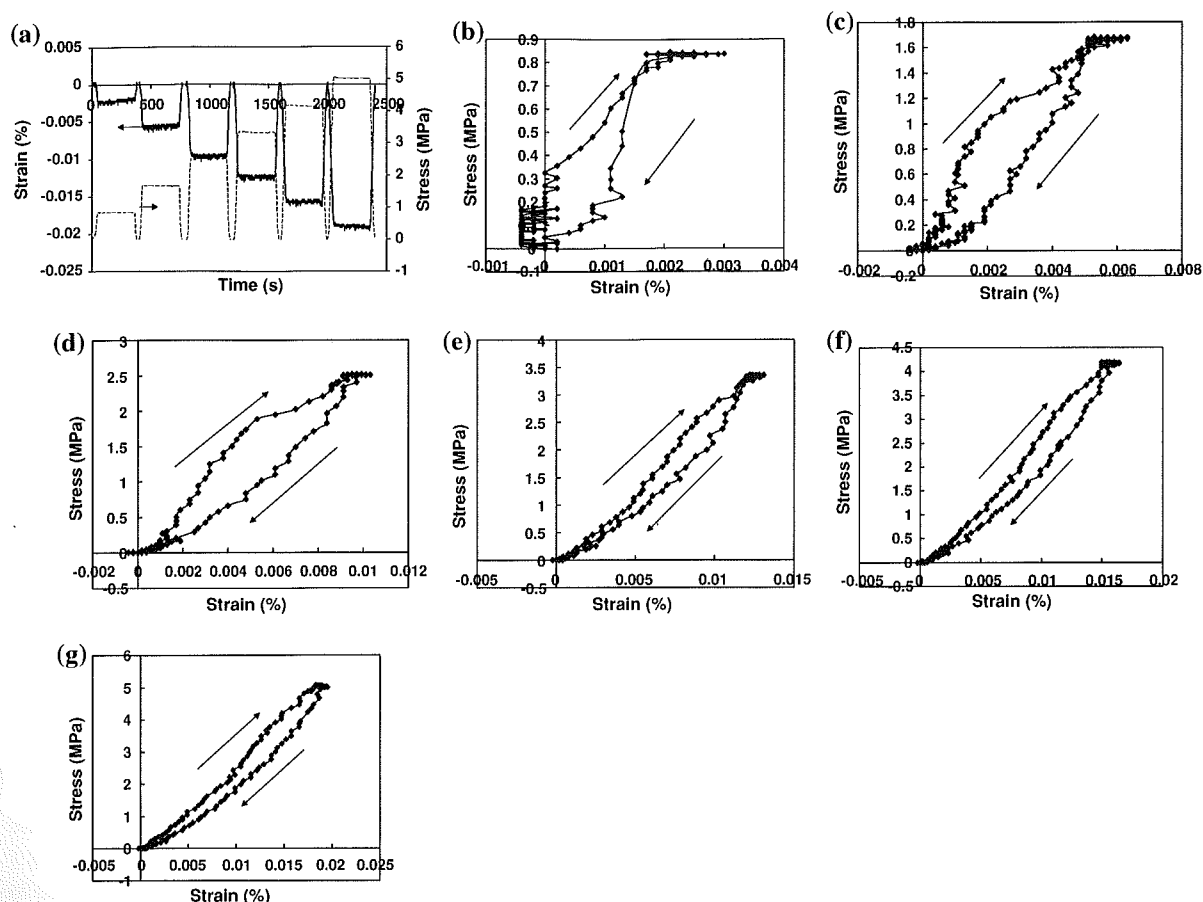 (a)
0.005
0
-0.005
-0.01
-0.015
-0.02
-0.025
Strain (%)
0 500 1000 1500 2000 2500
Time (s)
6
5
4
3
2
1
0
-1
Stress (MPa)
(b)
0.9
0.8
0.7
0.6
0.5
0.4
0.3
0.2
0.1
0
-0.1
Stress (MPa)
-0.001 0 0.001 0.002 0.003 0.004
Strain (%)
(c)
1.8
1.6
1.4
1.2
1
0.8
0.6
0.4
0.2
0
-0.2
Stress (MPa)
-0.002 0 0.002 0.004 0.006 0.008
Strain (%)
(d)
3
2.5
2
1.5
1
0.5
0
-0.5
Stress (MPa)
-0.002 0 0.002 0.004 0.006 0.008 0.01 0.012
Strain (%)
(e)
4
3.5
3
2.5
2
1.5
1
0.5
0
-0.5
Stress (MPa)
-0.005 0 0.005 0.01 0.015
Strain (%)
(f)
4.5
4
3.5
3
2.5
2
1.5
1
0.5
0
-0.5
Stress (MPa)
-0.005 0 0.005 0.01 0.015 0.02
Strain (%)
(g)
6
5
4
3
2
1
0
-1
Stress (MPa)
-0.005 0 0.005 0.01 0.015 0.02 0.025
Strain (%)